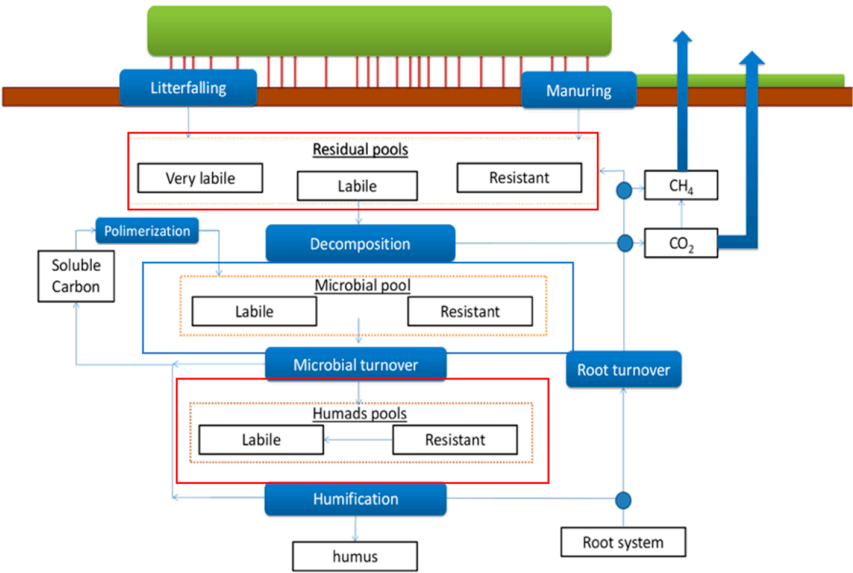 Litterfalling
Manuring
Residual pools
Very labile
Labile
Resistant
CH4
Polimerization
Decomposition
CO2
Soluble
Carbon
Microbial pool
Labile
Resistant
Microbial turnover
Root turnover
Humads pools
Labile
Resistant
Humification
humus
Root system